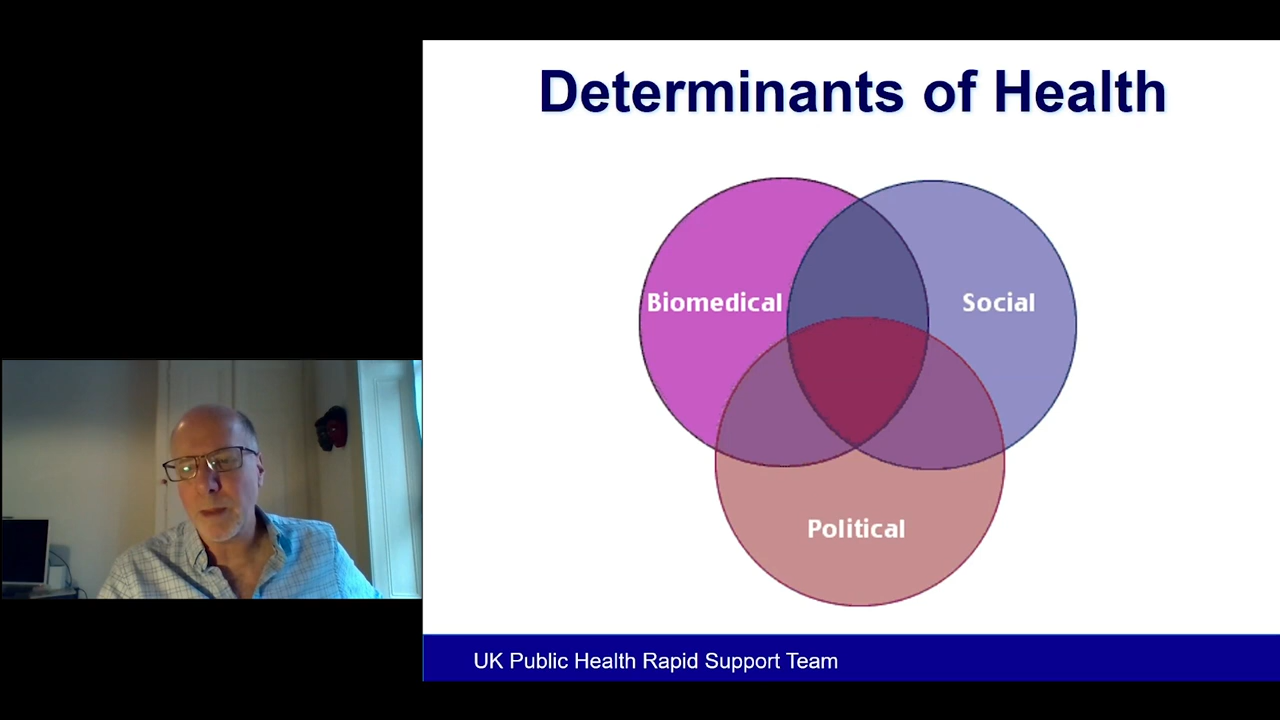 Determinants of Health
Biomedical
Social
Political
UK Public Health Rapid Support Team